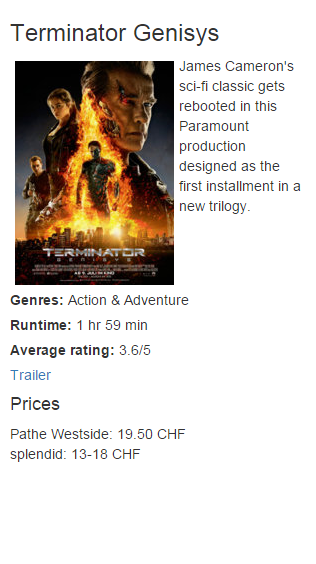 Terminator Genisys
James Cameron's
sci-fi classic gets
rebooted in this
Paramount
production
designed as the
first installment in a
new trilogy.
TERMINATOR
GENISYS
Genres: Action & Adventure
Runtime: 1 hr 59 min
Average rating: 3.6/5
Trailer
Prices
Pathe Westside: 19.50 CHF
splendid: 13-18 CHF